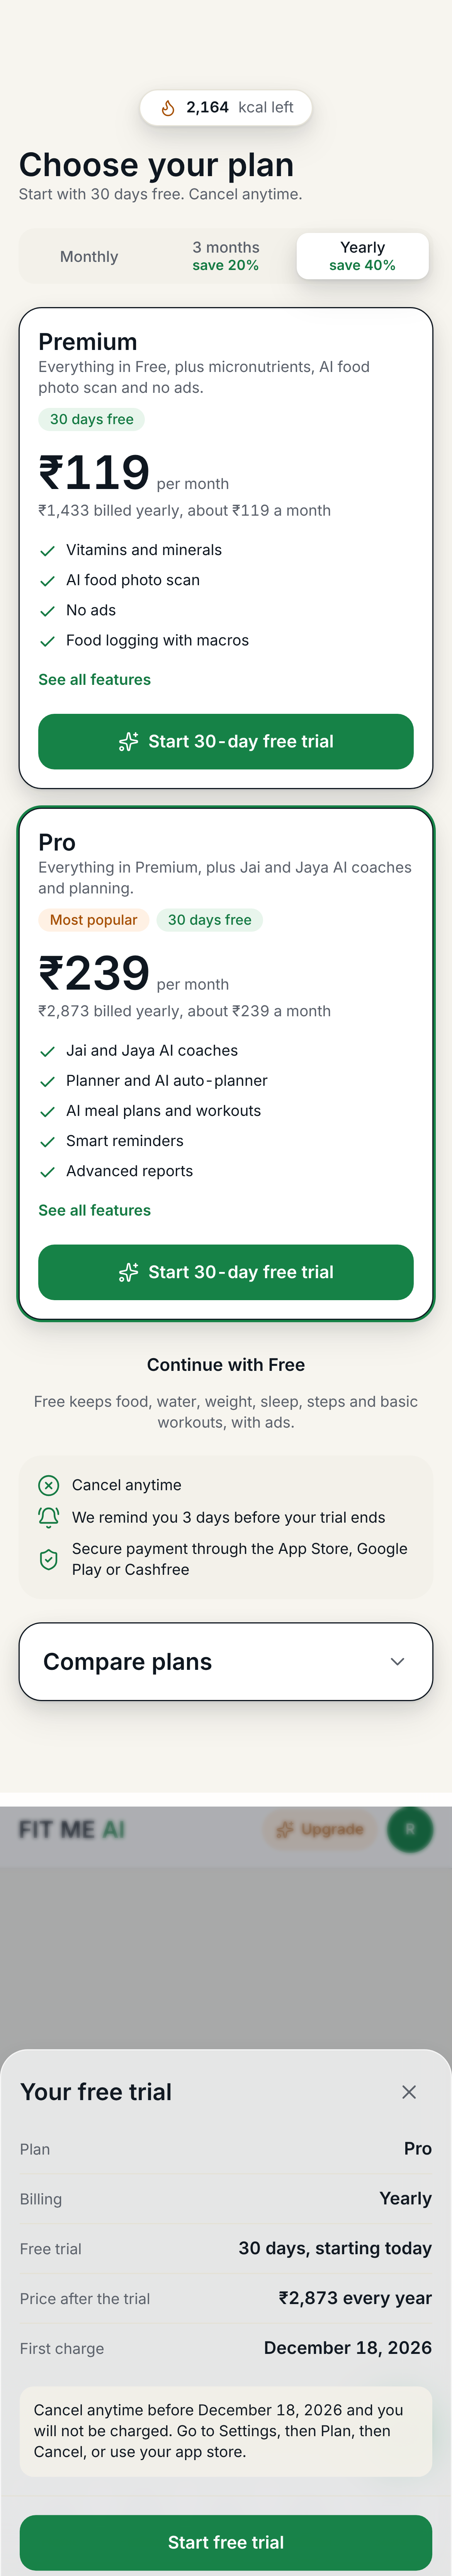 2,164 kcal left
Choose your plan
Start with 30 days free. Cancel anytime.
Monthly
3 months
save 20%
Yearly
save 40%
Premium
Everything in Free, plus micronutrients, AI food
photo scan and no ads.
30 days free
₹119 per month
₹1,433 billed yearly, about ₹119 a month
Vitamins and minerals
AI food photo scan
No ads
Food logging with macros
See all features
Start 30-day free trial
Pro
Everything in Premium, plus Jai and Jaya AI coaches
and planning.
Most popular 30 days free
₹239 per month
₹2,873 billed yearly, about ₹239 a month
Jai and Jaya AI coaches
Planner and AI auto-planner
AI meal plans and workouts
Smart reminders
Advanced reports
See all features
Start 30-day free trial
Continue with Free
Free keeps food, water, weight, sleep, steps and basic
workouts, with ads.
Cancel anytime
We remind you 3 days before your trial ends
Secure payment through the App Store, Google
Play or Cashfree
Compare plans
FIT ME AI Upgrade R
Your free trial
Plan Pro
Billing Yearly
Free trial 30 days, starting today
Price after the trial ₹2,873 every year
First charge December 18, 2026
Cancel anytime before December 18, 2026 and you
will not be charged. Go to Settings, then Plan, then
Cancel, or use your app store.
Start free trial